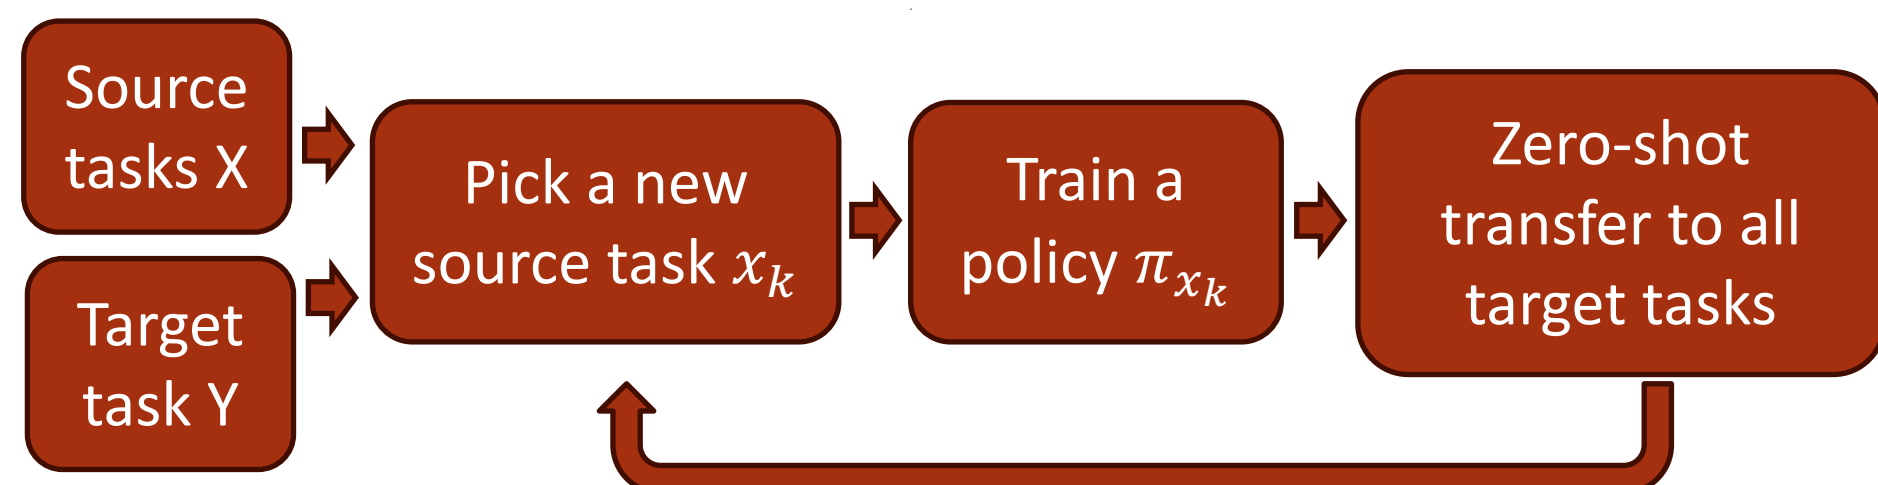 Source
tasks X
Target
task Y
Pick a new
source task $x_k$
Train a
policy $\pi_{x_k}$
Zero-shot
transfer to all
target tasks